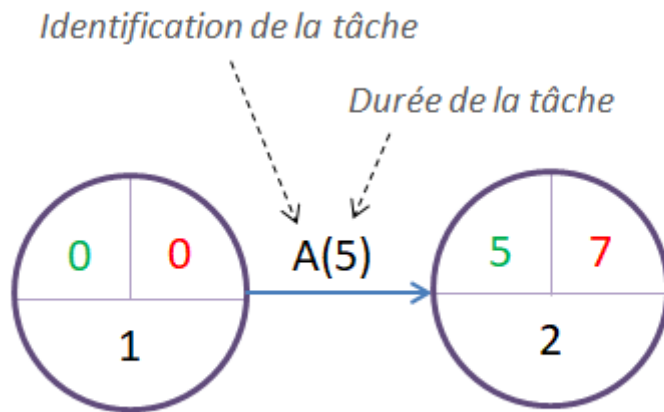 Identification de la tâche
Durée de la tâche
A(5)
0 0
1
5 7
2